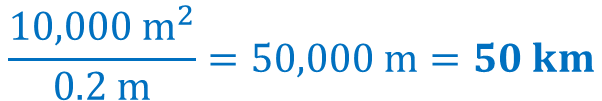 10,000 m²
0.2 m
= 50,000 m = 50 km